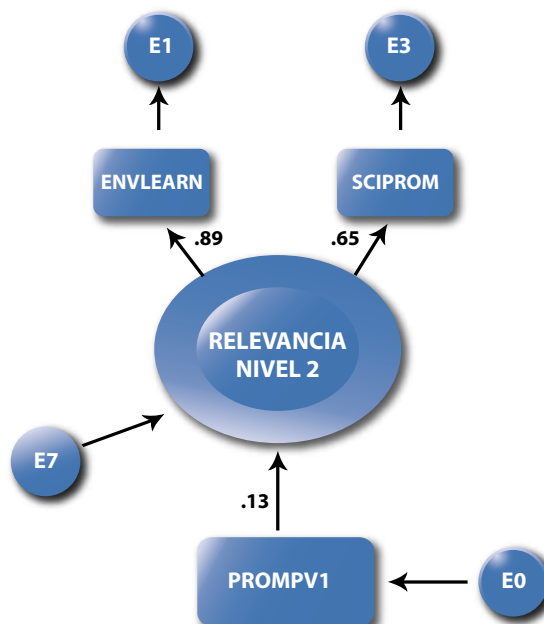 E1
E3
ENVLEARN
SCIPROM
.89
.65
RELEVANCIA
NIVEL 2
E7
.13
PROMPV1
E0